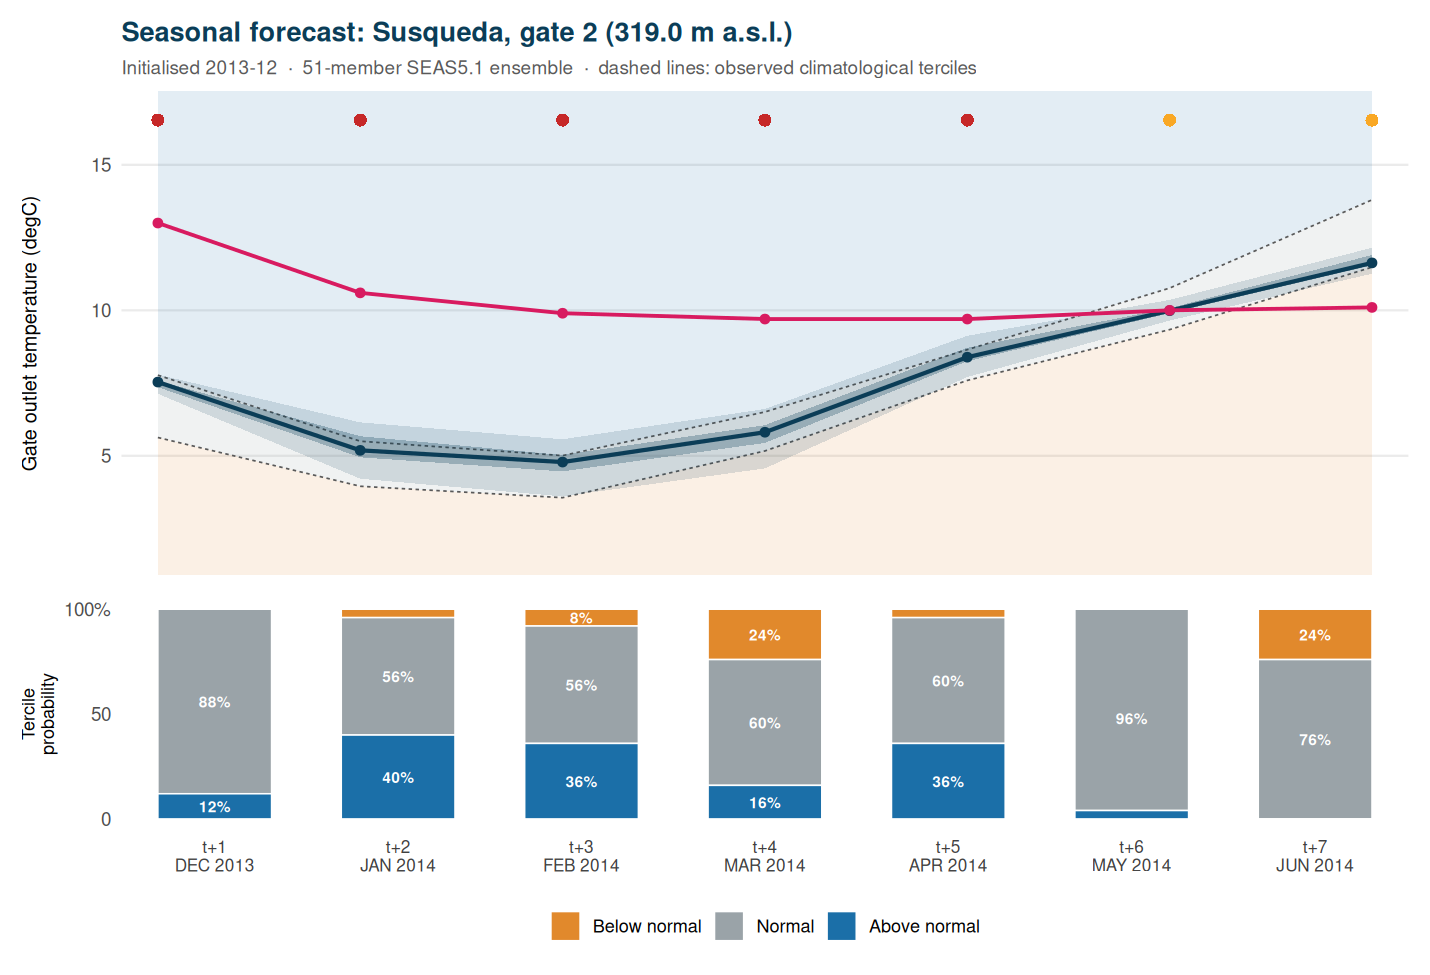 Seasonal forecast: Susqueda, gate 2 (319.0 m a.s.l.)
Initialised 2013-12 · 51-member SEAS5.1 ensemble · dashed lines: observed climatological terciles
Gate outlet temperature (degC)
15
10
5
Tercile
probability
100%
50
0
88%
12%
56%
40%
8%
56%
36%
24%
60%
16%
60%
36%
96%
24%
76%
t+1
DEC 2013
t+2
JAN 2014
t+3
FEB 2014
t+4
MAR 2014
t+5
APR 2014
t+6
MAY 2014
t+7
JUN 2014
Below normal
Normal
Above normal